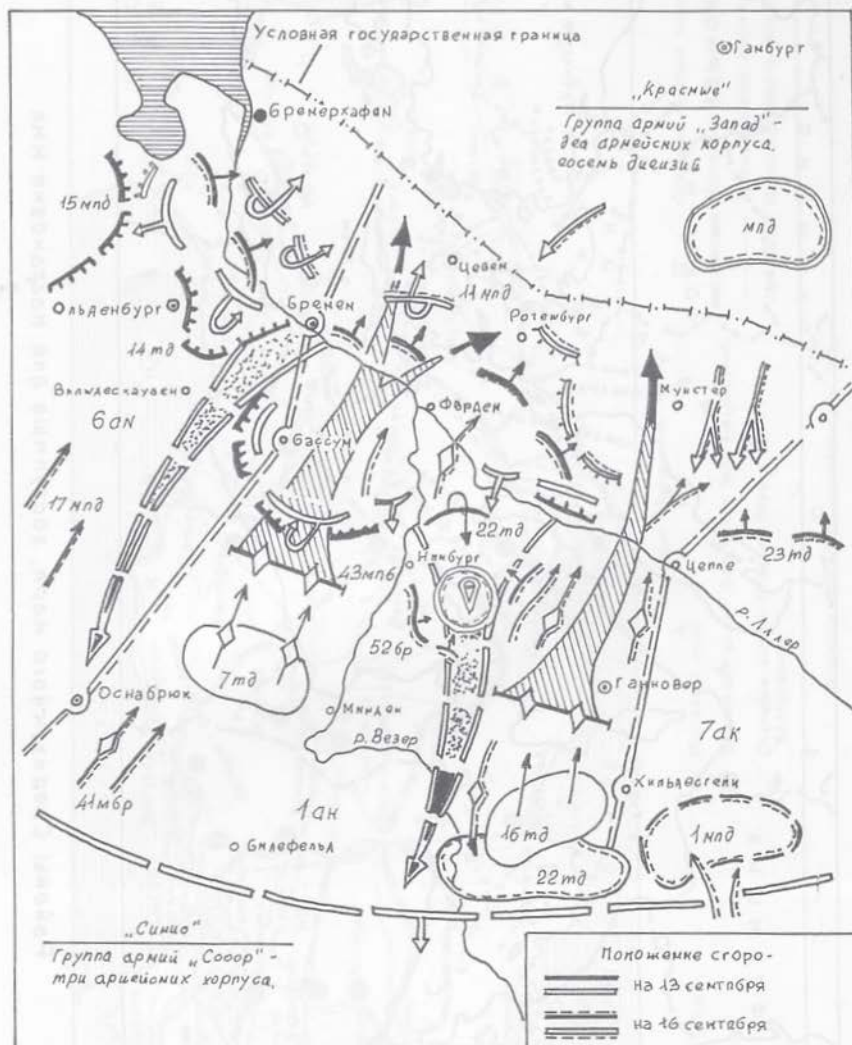 Условная государственная граница
Гамбург
„Красные"
Группа армий „Запад"-
два армейских корпуса.
восемь дивизий
Бремерхафен
15 мпд
мпд
Цевен
11 мпд
Ольденбург
Бремен
Ротенбург
14 тд
Вильдесхаузен
6 ак
Мунстер
Ферден
Бассум
17 мпд
22 тд
Нинбург
43 мпб
Целле
23 тд
р. Аллер
52 бр
7 тд
Оснабрюк
Минден
Ганновер
р. Везер
7 ак
41 мбр
Хильдесгейм
1 ак
16 тд
1 мпд
Билефельд
22 тд
„Синие"
Группа армий „Север"-
три армейских корпуса.
Положение сторо-
на 13 сентября
на 16 сентября